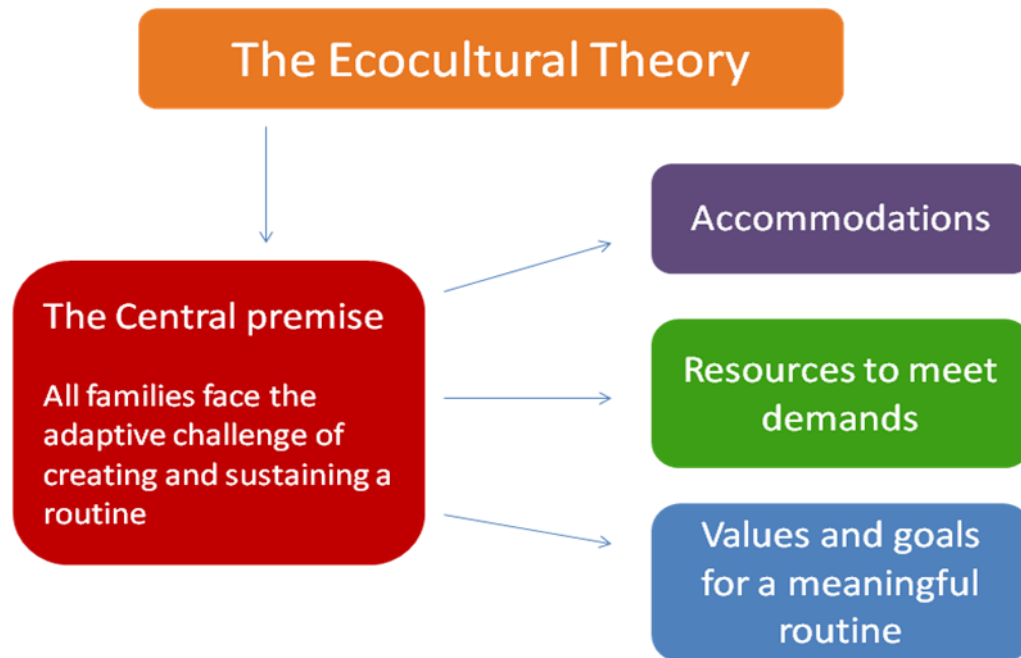 The Ecocultural Theory
The Central premise
All families face the
adaptive challenge of
creating and sustaining a
routine
Accommodations
Resources to meet
demands
Values and goals
for a meaningful
routine